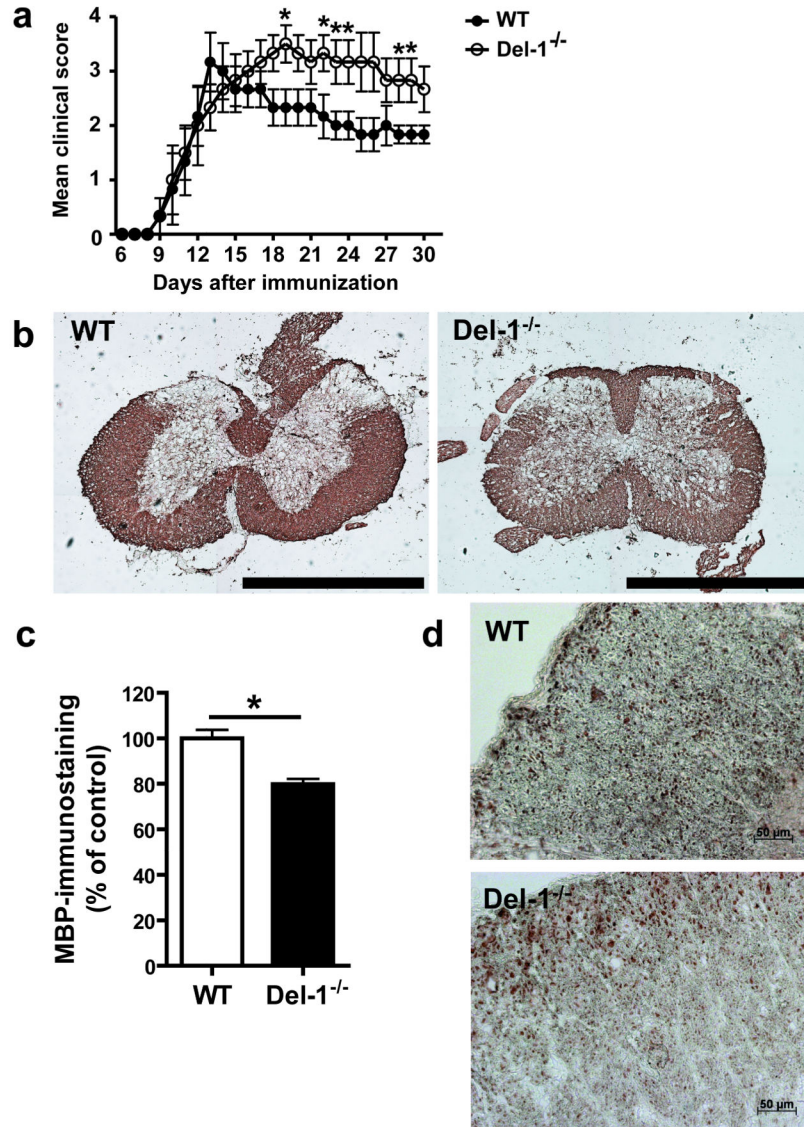 a
Mean clinical score
4
3
2
1
0
* * ** **
6 9 12 15 18 21 24 27 30
Days after immunization
WT
Del-1-/-
b
WT
Del-1-/-
c
MBP-immunostaining
(% of control)
120
100
80
60
40
20
0
*
WT Del-1-/-
d
WT
50 µm
Del-1-/-
50 µm